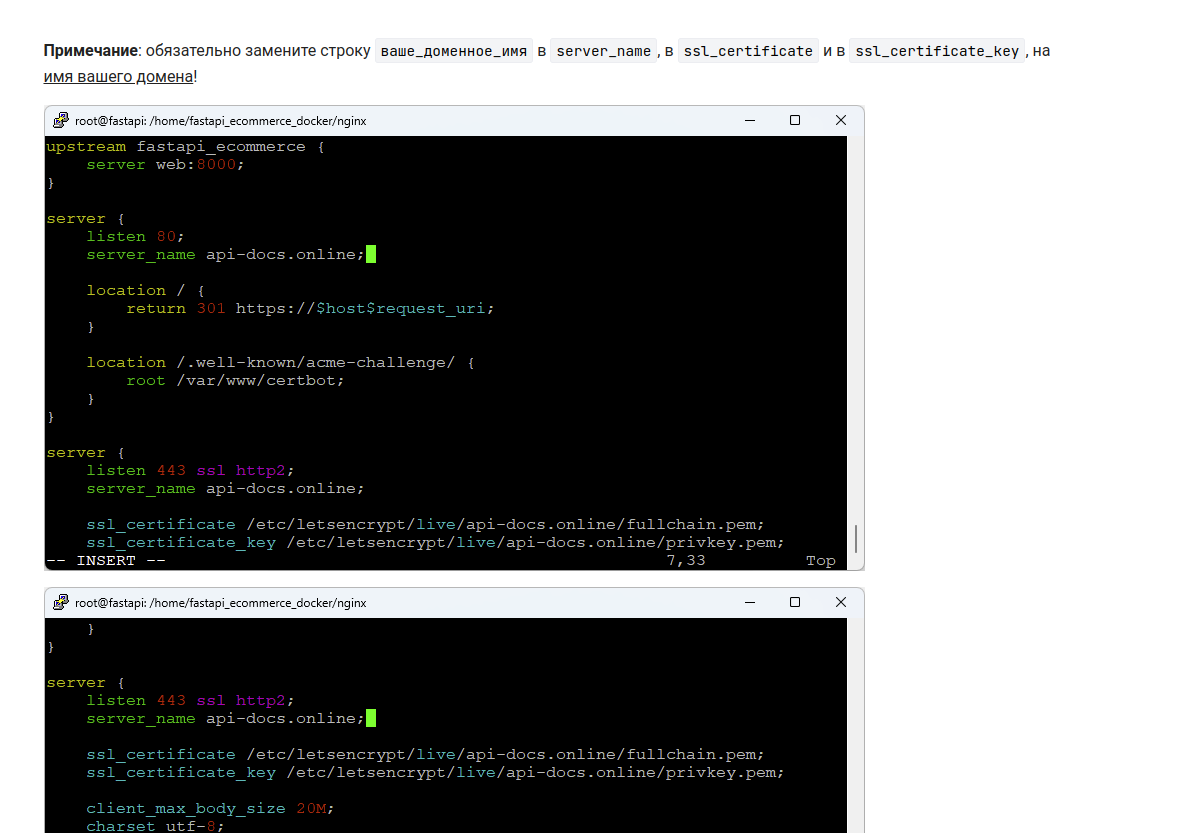 Примечание: обязательно замените строку ваше_доменное_имя в server_name, в ssl_certificate и в ssl_certificate_key, на
имя вашего домена!
root@fastapi: /home/fastapi_ecommerce_docker/nginx
upstream fastapi_ecommerce {
    server web:8000;
}
server {
    listen 80;
    server_name api-docs.online;
    location / {
        return 301 https://$host$request_uri;
    }
    location /.well-known/acme-challenge/ {
        root /var/www/certbot;
    }
}
server {
    listen 443 ssl http2;
    server_name api-docs.online;
    ssl_certificate /etc/letsencrypt/live/api-docs.online/fullchain.pem;
    ssl_certificate_key /etc/letsencrypt/live/api-docs.online/privkey.pem;
-- INSERT -- 7,33 Top
root@fastapi: /home/fastapi_ecommerce_docker/nginx
    }
}
server {
    listen 443 ssl http2;
    server_name api-docs.online;
    ssl_certificate /etc/letsencrypt/live/api-docs.online/fullchain.pem;
    ssl_certificate_key /etc/letsencrypt/live/api-docs.online/privkey.pem;
    client_max_body_size 20M;
    charset utf-8;